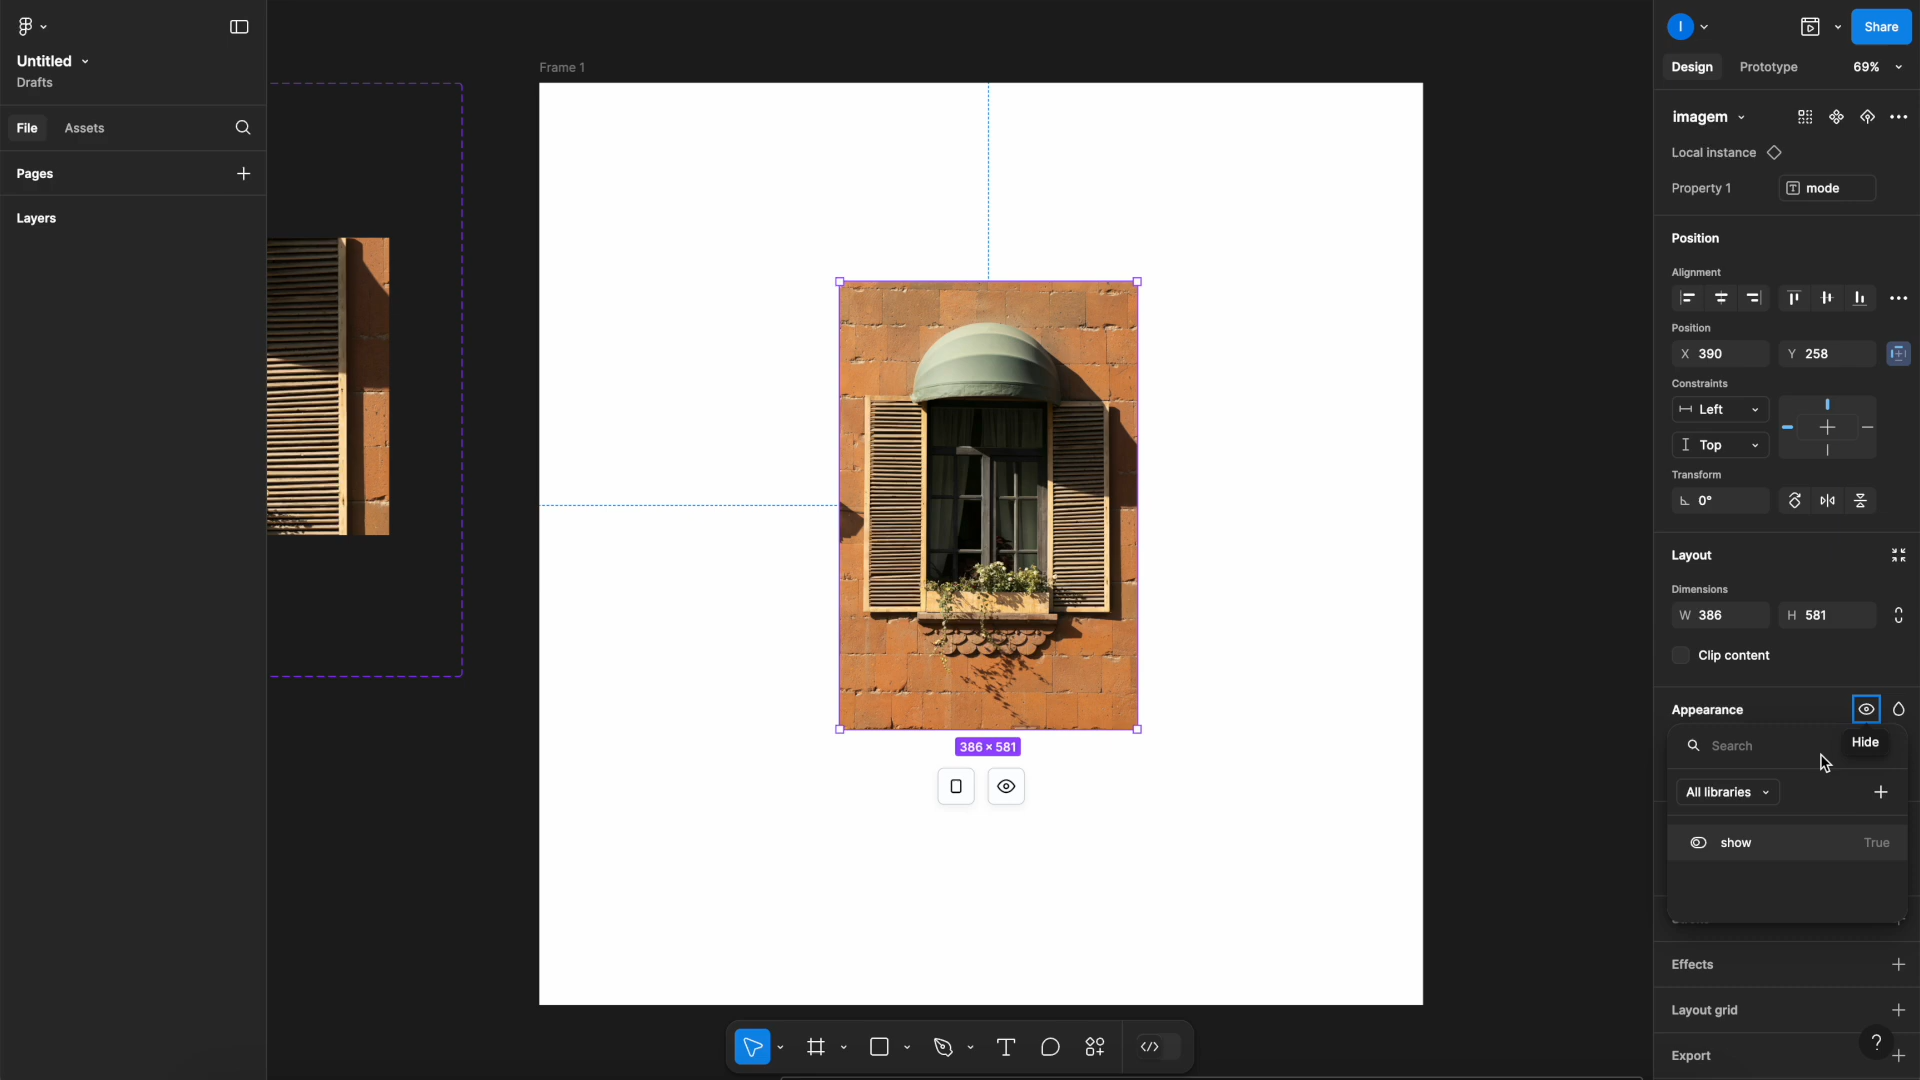 Untitled
Drafts
File
Assets
Pages
Layers
Frame 1
386 × 581
I
Share
Design
Prototype
69%
imagem
Local instance
Property 1
mode
Position
Alignment
Position
X 390
Y 258
Constraints
Left
Top
Transform
0°
Layout
Dimensions
W 386
H 581
Clip content
Appearance
Hide
Search
All libraries
show
True
Effects
Layout grid
Export
?